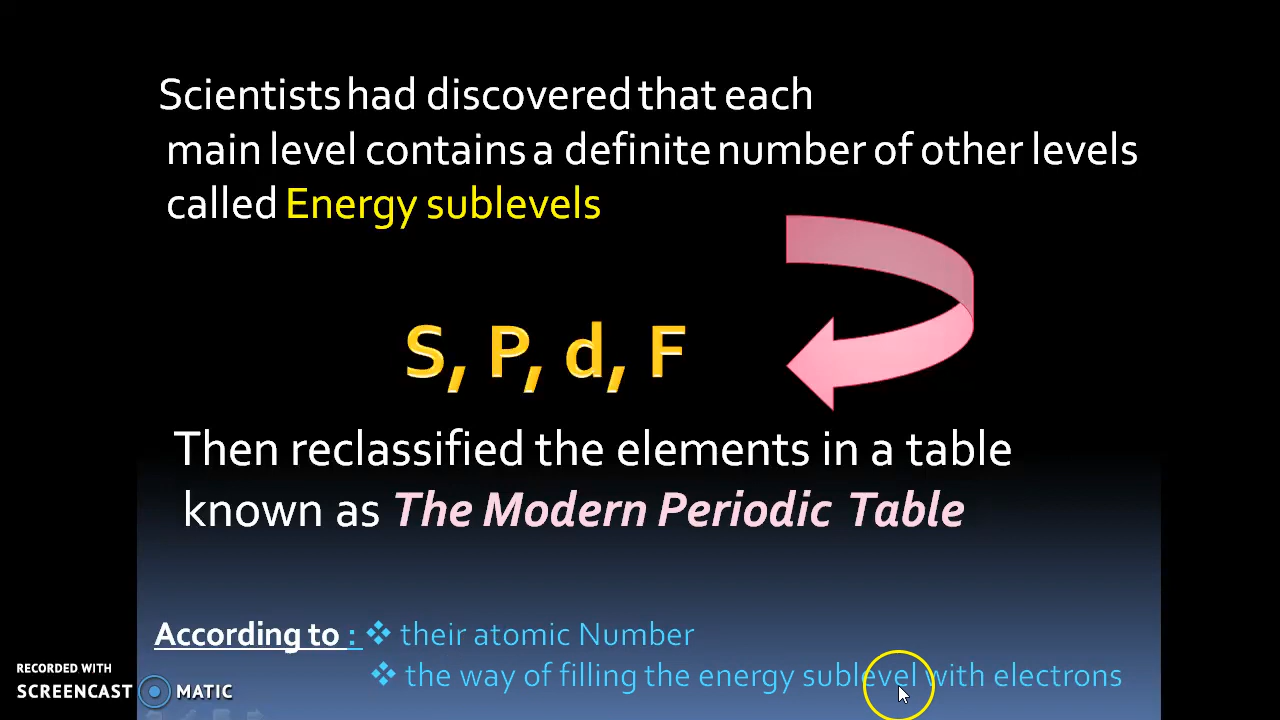 Scientists had discovered that each
main level contains a definite number of other levels
called Energy sublevels
S, P, d, F
Then reclassified the elements in a table
known as The Modern Periodic Table
According to : ❖ their atomic Number
❖ the way of filling the energy sublevel with electrons
RECORDED WITH
SCREENCAST MATIC